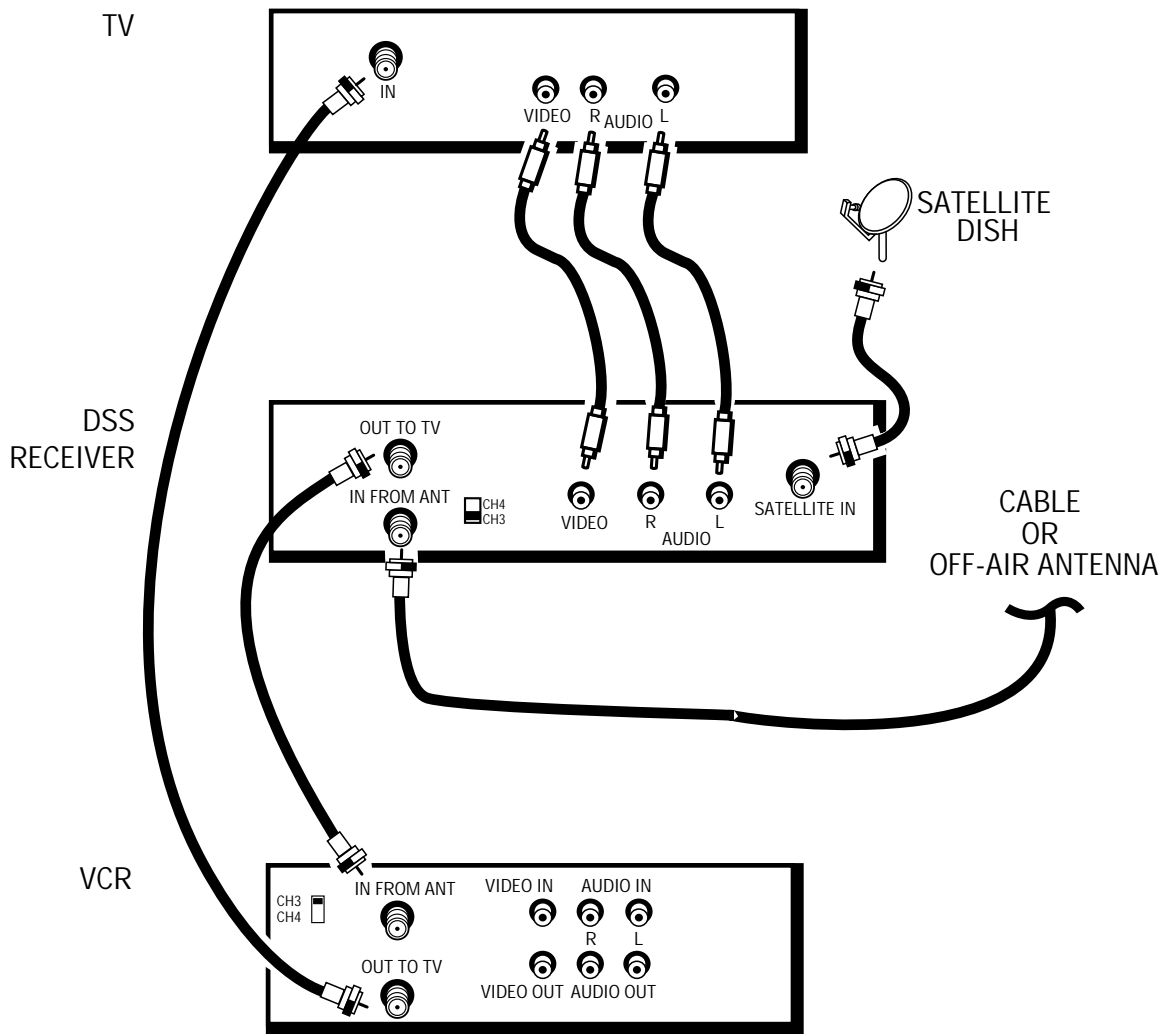 TV
IN
VIDEO R AUDIO L
SATELLITE
DISH
DSS
RECEIVER
OUT TO TV
IN FROM ANT
CH4
CH3
VIDEO
R
L
AUDIO
SATELLITE IN
CABLE
OR
OFF-AIR ANTENNA
VCR
CH3
CH4
IN FROM ANT
VIDEO IN
AUDIO IN
R
L
OUT TO TV
VIDEO OUT
AUDIO OUT